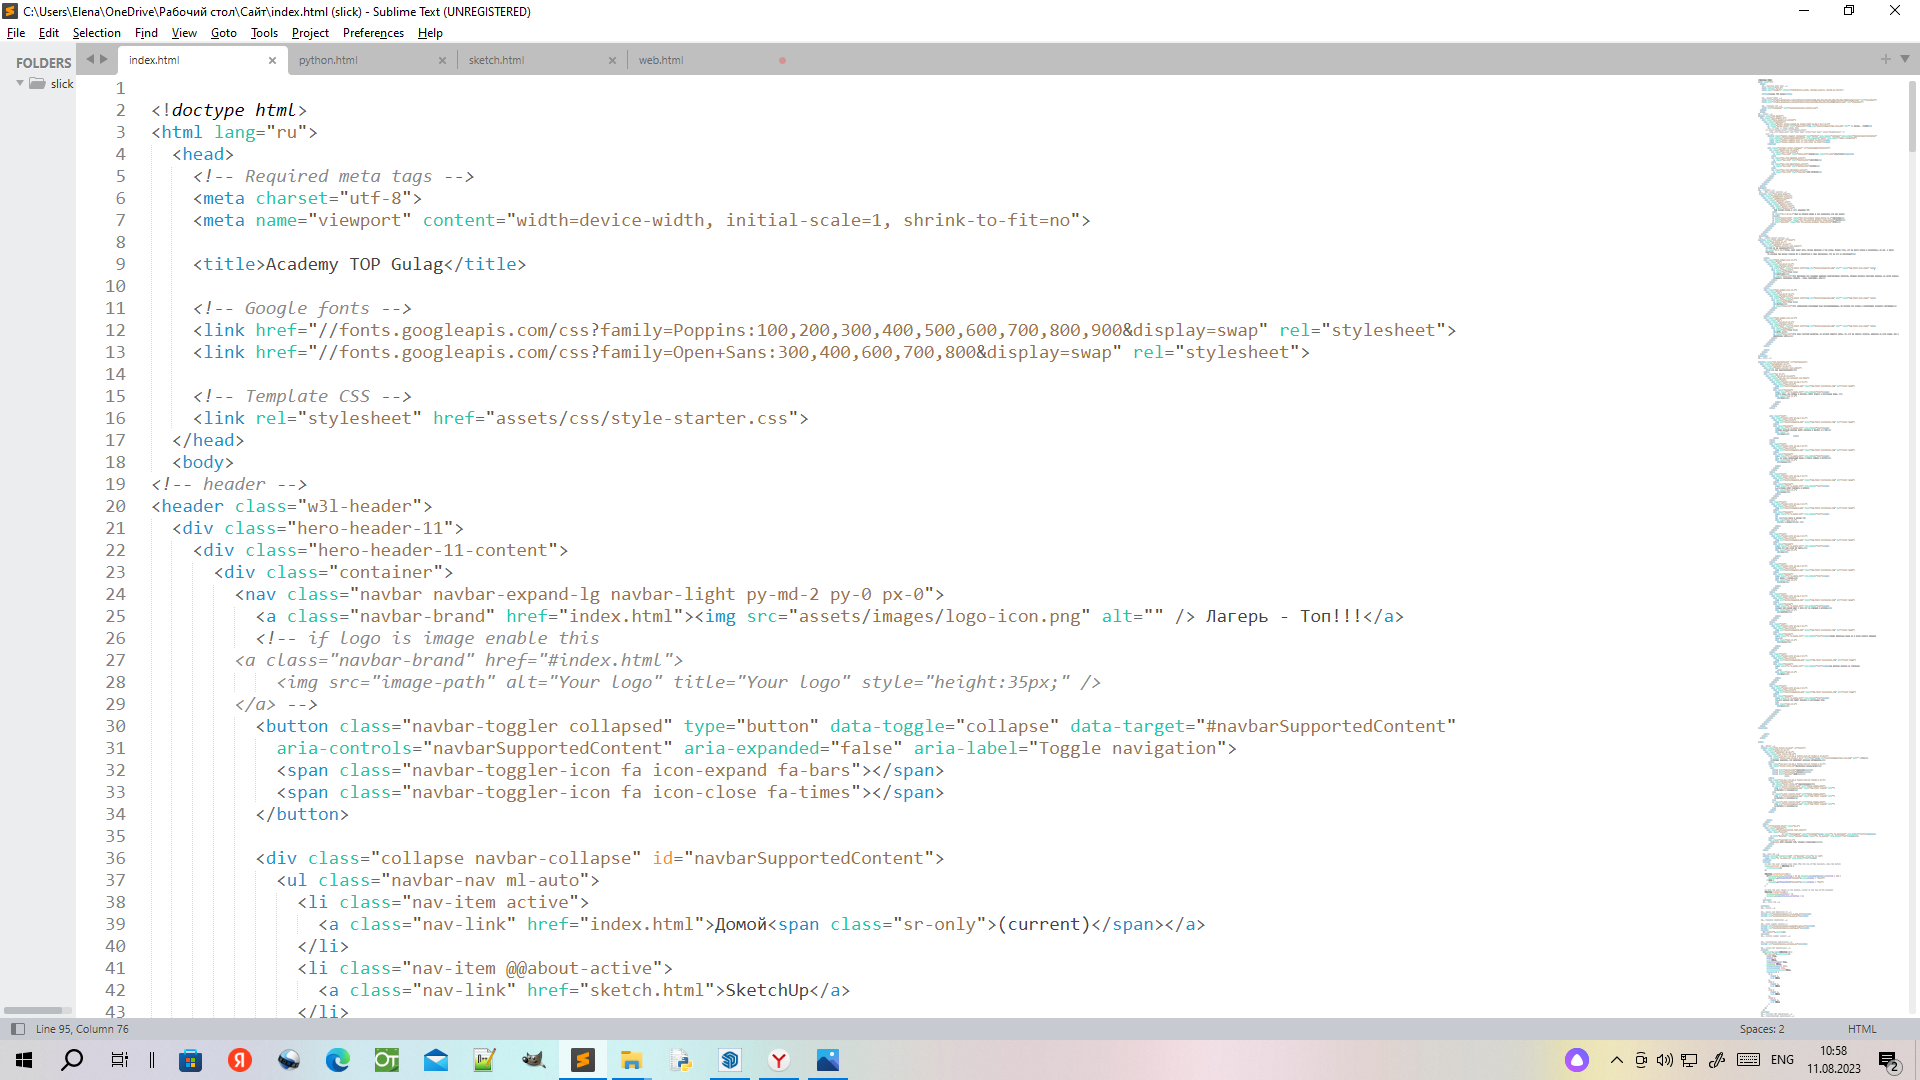 C:\Users\Elena\OneDrive\Рабочий стол\Сайт\index.html (slick) - Sublime Text (UNREGISTERED)
File Edit Selection Find View Goto Tools Project Preferences Help
FOLDERS
slick
index.html
python.html
sketch.html
web.html
1
2 <!doctype html>
3 <html lang="ru">
4 <head>
5 <!-- Required meta tags -->
6 <meta charset="utf-8">
7 <meta name="viewport" content="width=device-width, initial-scale=1, shrink-to-fit=no">
8
9 <title>Academy TOP Gulag</title>
10
11 <!-- Google fonts -->
12 <link href="//fonts.googleapis.com/css?family=Poppins:100,200,300,400,500,600,700,800,900&display=swap" rel="stylesheet">
13 <link href="//fonts.googleapis.com/css?family=Open+Sans:300,400,600,700,800&display=swap" rel="stylesheet">
14
15 <!-- Template CSS -->
16 <link rel="stylesheet" href="assets/css/style-starter.css">
17 </head>
18 <body>
19 <!-- header -->
20 <header class="w3l-header">
21 <div class="hero-header-11">
22 <div class="hero-header-11-content">
23 <div class="container">
24 <nav class="navbar navbar-expand-lg navbar-light py-md-2 py-0 px-0">
25 <a class="navbar-brand" href="index.html"><img src="assets/images/logo-icon.png" alt="" /> Лагерь - Топ!!!</a>
26 <!-- if logo is image enable this
27 <a class="navbar-brand" href="#index.html">
28 <img src="image-path" alt="Your logo" title="Your logo" style="height:35px;" />
29 </a> -->
30 <button class="navbar-toggler collapsed" type="button" data-toggle="collapse" data-target="#navbarSupportedContent"
31 aria-controls="navbarSupportedContent" aria-expanded="false" aria-label="Toggle navigation">
32 <span class="navbar-toggler-icon fa icon-expand fa-bars"></span>
33 <span class="navbar-toggler-icon fa icon-close fa-times"></span>
34 </button>
35
36 <div class="collapse navbar-collapse" id="navbarSupportedContent">
37 <ul class="navbar-nav ml-auto">
38 <li class="nav-item active">
39 <a class="nav-link" href="index.html">Домой<span class="sr-only">(current)</span></a>
40 </li>
41 <li class="nav-item @@about-active">
42 <a class="nav-link" href="sketch.html">SketchUp</a>
43 </li>
Line 95, Column 76
Spaces: 2
HTML
ENG
10:58
11.08.2023
2